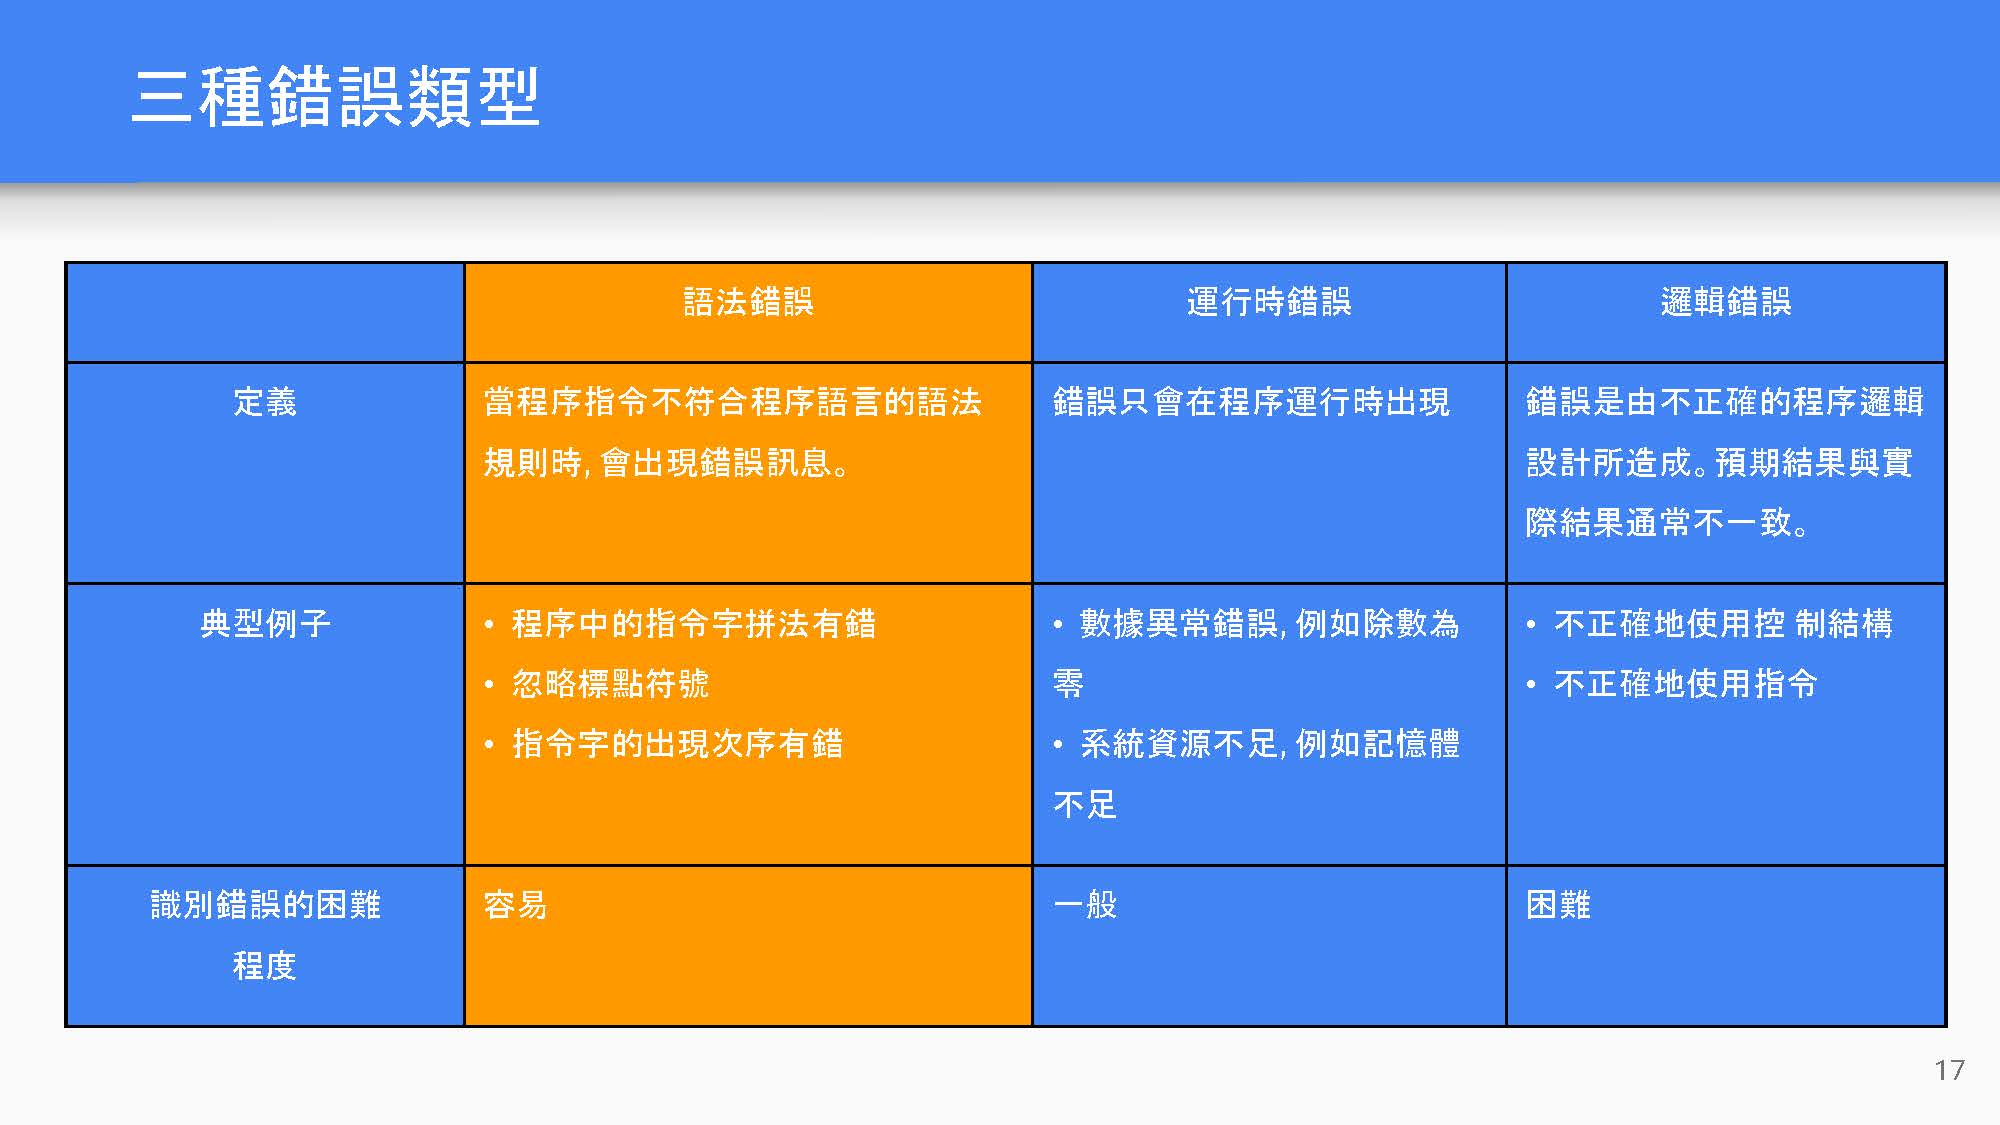 三種錯誤類型
語法錯誤
運行時錯誤
邏輯錯誤
定義
當程序指令不符合程序語言的語法
規則時, 會出現錯誤訊息。
錯誤只會在程序運行時出現
錯誤是由不正確的程序邏輯
設計所造成。預期結果與實
際結果通常不一致。
典型例子
• 程序中的指令字拼法有錯
• 忽略標點符號
• 指令字的出現次序有錯
• 數據異常錯誤, 例如除數為
零
• 系統資源不足, 例如記憶體
不足
• 不正確地使用控 制結構
• 不正確地使用指令
識別錯誤的困難
程度
容易
一般
困難
17